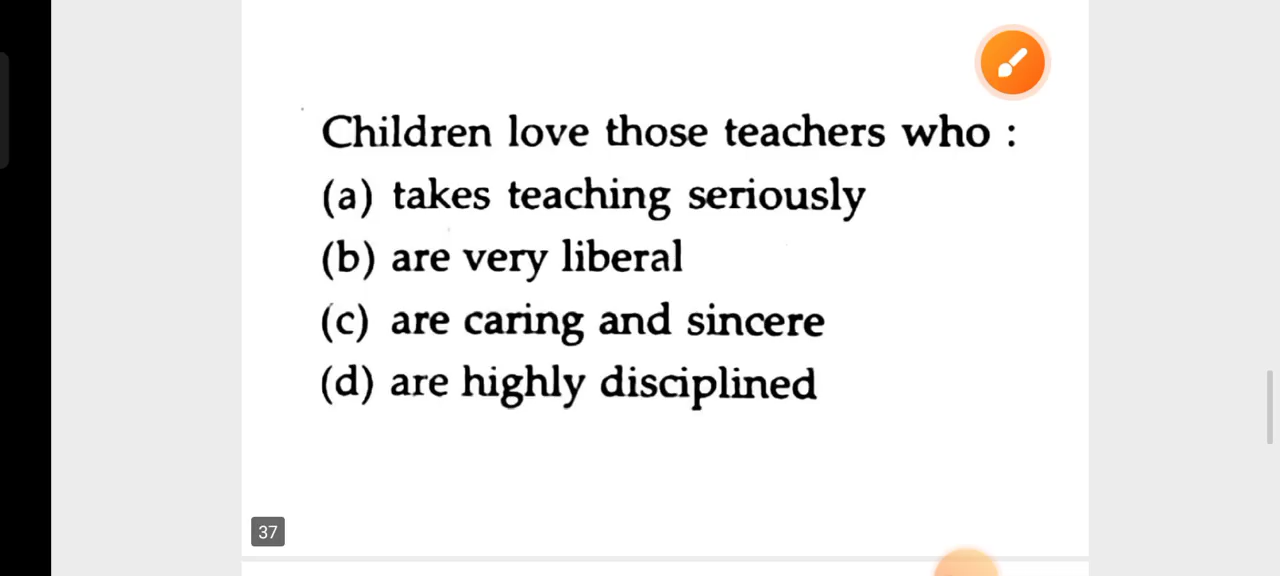 Children love those teachers who :
(a) takes teaching seriously
(b) are very liberal
(c) are caring and sincere
(d) are highly disciplined
37